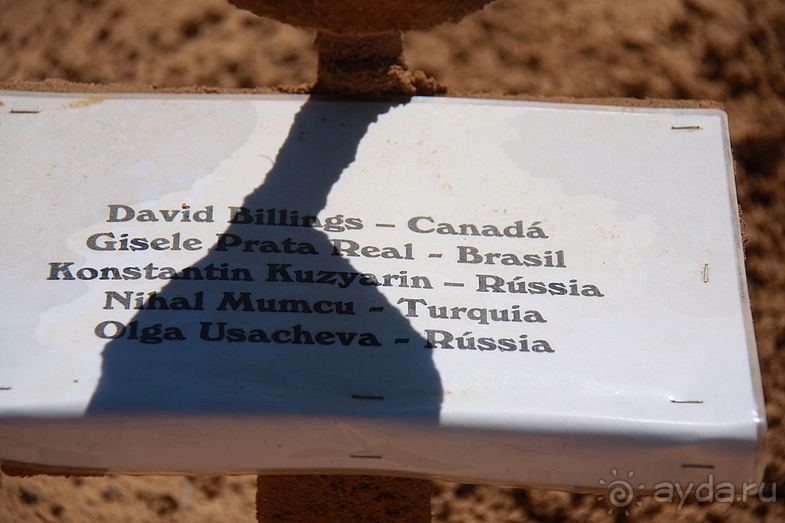 David Billings – Canadá
Gisele Prata Real - Brasil
Konstantin Kuzyarin – Rússia
Nihal Mumcu - Turquia
Olga Usacheva - Rússia
ayda.ru